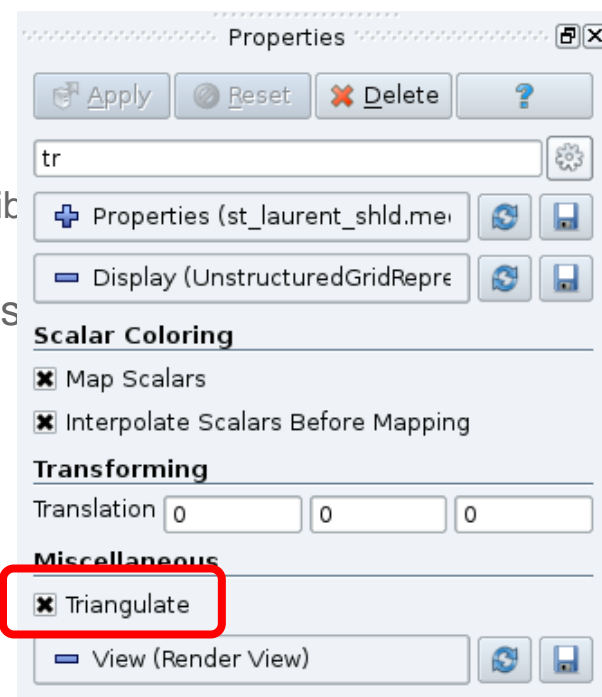 Properties
Apply Reset Delete ?
tr
Properties (st_laurent_shld.me
Display (UnstructuredGridRepre
Scalar Coloring
Map Scalars
Interpolate Scalars Before Mapping
Transforming
Translation 0 0 0
Miscellaneous
Triangulate
View (Render View)